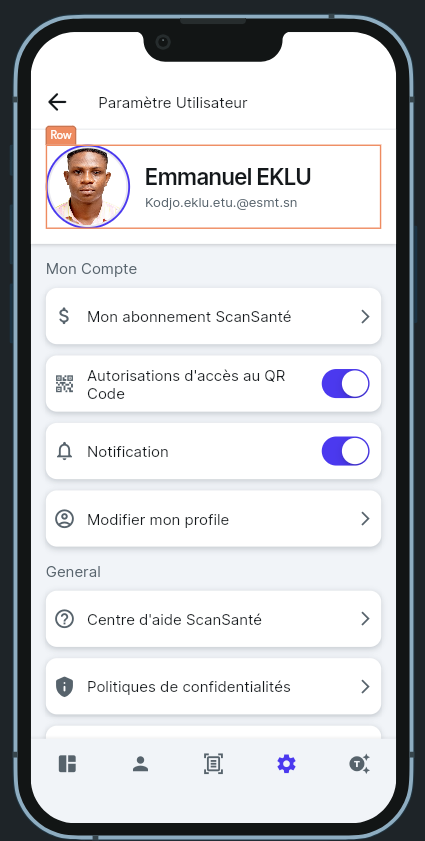 Paramètre Utilisateur
Row
Emmanuel EKLU
Kodjo.eklu.etu.@esmt.sn
Mon Compte
Mon abonnement ScanSanté
Autorisations d'accès au QR
Code
Notification
Modifier mon profile
General
Centre d'aide ScanSanté
Politiques de confidentialités
T